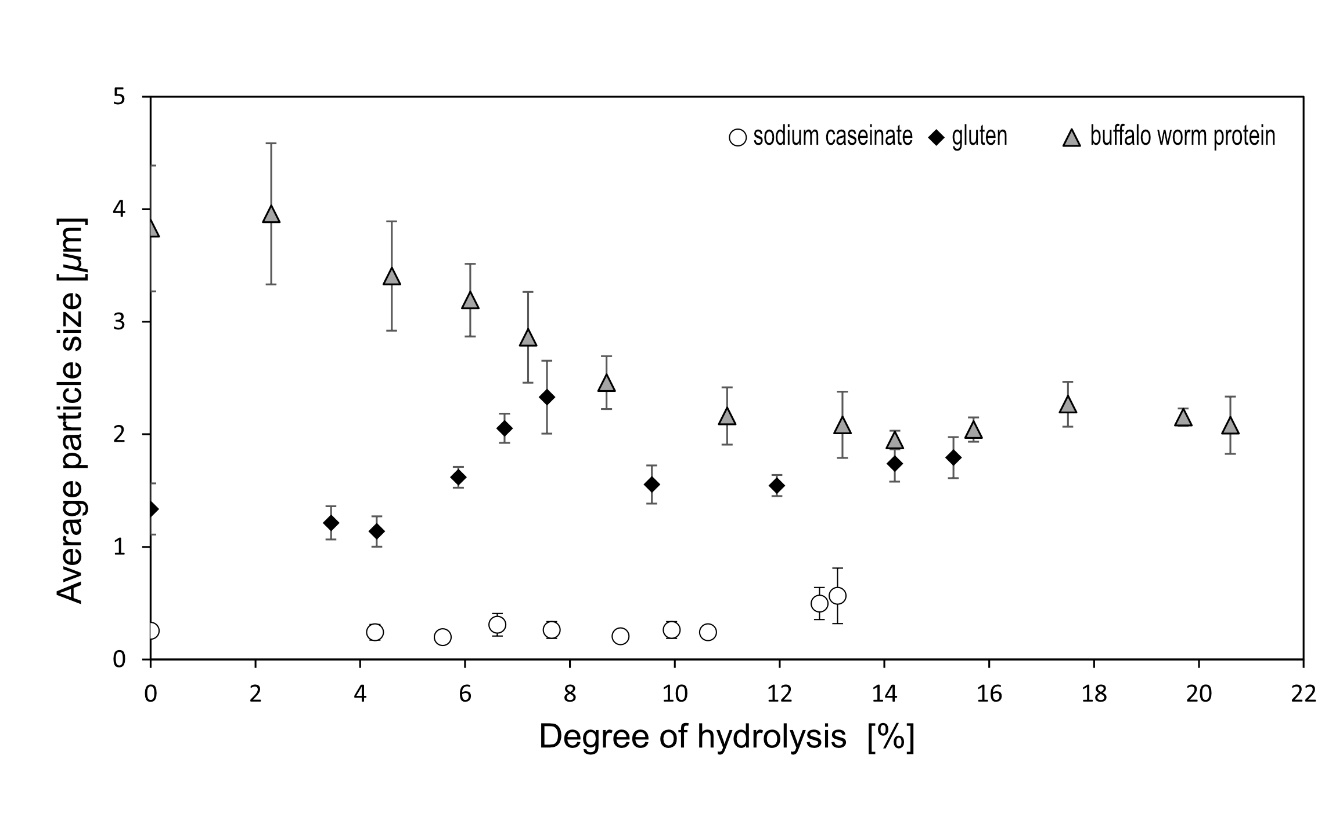 5
sodium caseinate gluten buffalo worm protein
4
3
2
1
0
Average particle size [µm]
0 2 4 6 8 10 12 14 16 18 20 22
Degree of hydrolysis [%]